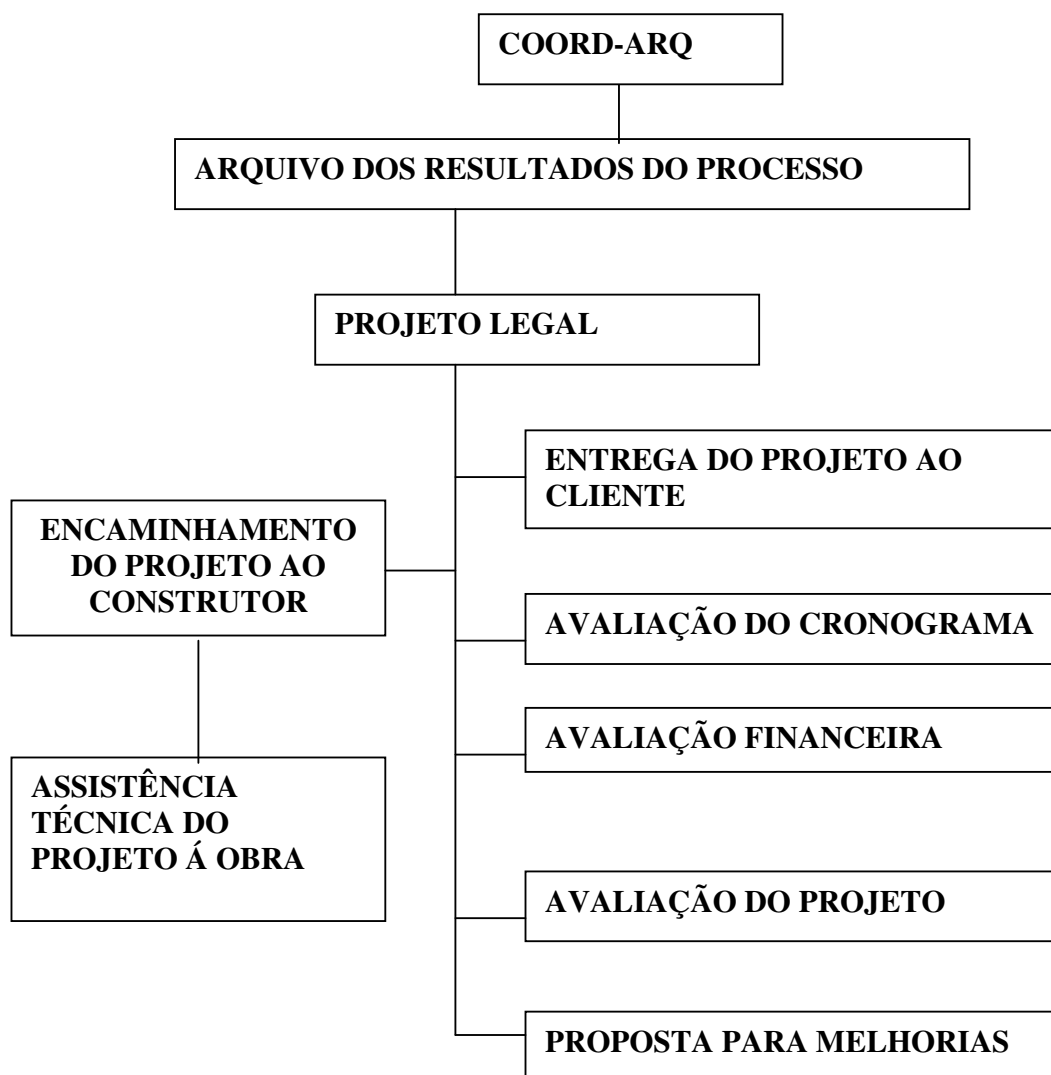 COORD-ARQ
ARQUIVO DOS RESULTADOS DO PROCESSO
PROJETO LEGAL
ENTREGA DO PROJETO AO
CLIENTE
ENCAMINHAMENTO
DO PROJETO AO
CONSTRUTOR
AVALIAÇÃO DO CRONOGRAMA
AVALIAÇÃO FINANCEIRA
ASSISTÊNCIA
TÉCNICA DO
PROJETO Á OBRA
AVALIAÇÃO DO PROJETO
PROPOSTA PARA MELHORIAS